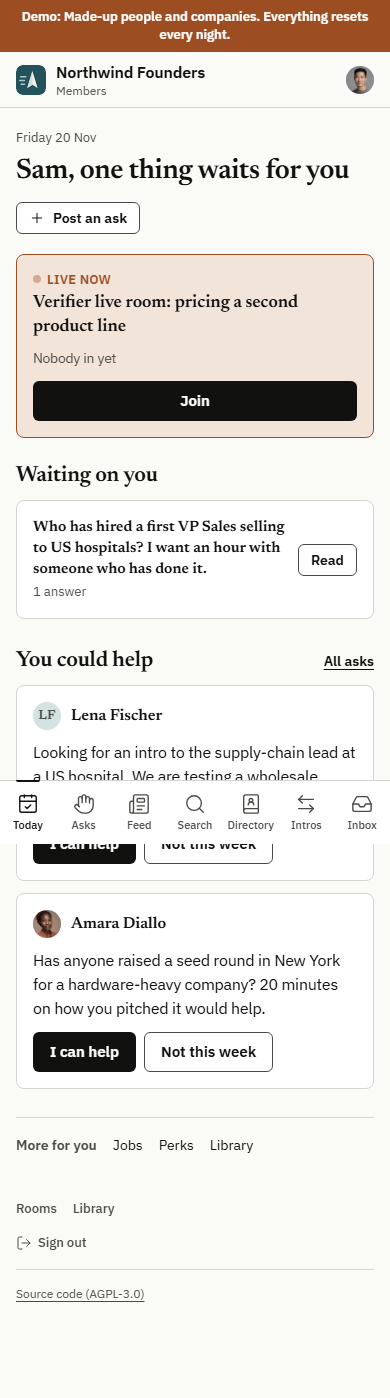 Demo: Made-up people and companies. Everything resets
every night.
Northwind Founders
Members
Friday 20 Nov
Sam, one thing waits for you
Post an ask
LIVE NOW
Verifier live room: pricing a second
product line
Nobody in yet
Join
Waiting on you
Who has hired a first VP Sales selling
to US hospitals? I want an hour with
someone who has done it.
1 answer
Read
You could help
All asks
LF
Lena Fischer
Looking for an intro to the supply-chain lead at
a US hospital. We are testing a wholesale
Today
Asks
Feed
Search
Directory
Intros
Inbox
I can help
Not this week
Amara Diallo
Has anyone raised a seed round in New York
for a hardware-heavy company? 20 minutes
on how you pitched it would help.
I can help
Not this week
More for you
Jobs
Perks
Library
Rooms
Library
Sign out
Source code (AGPL-3.0)